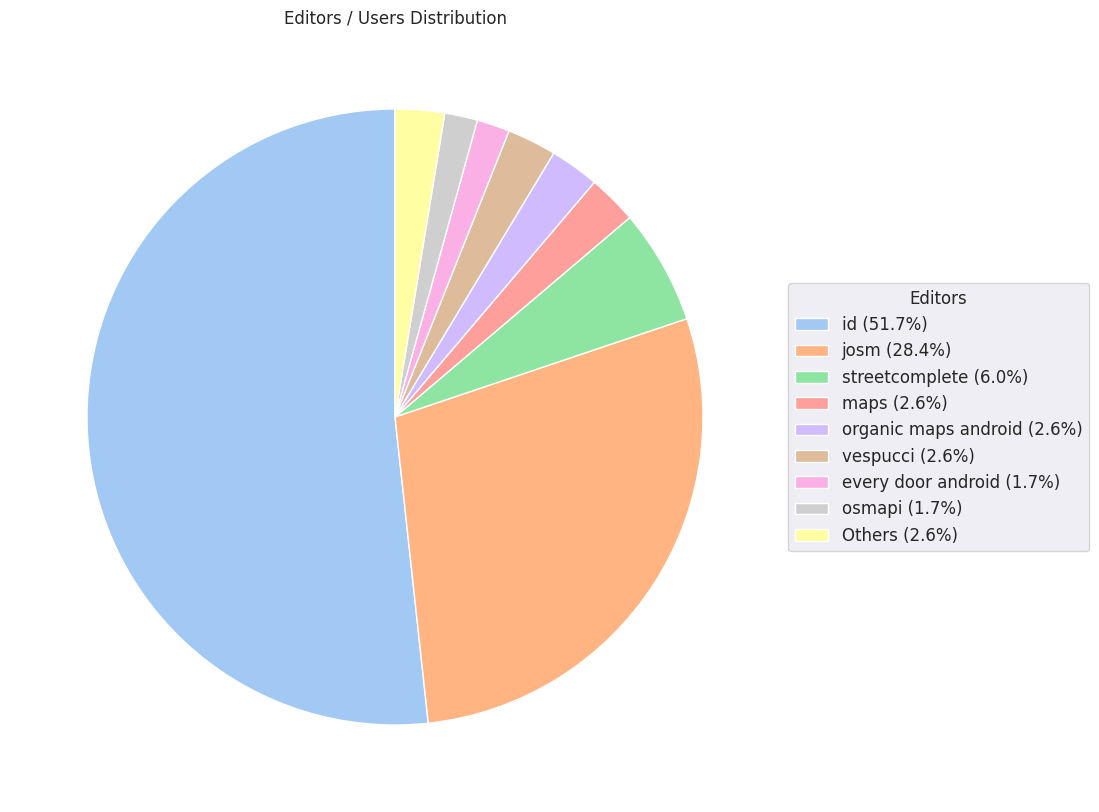 Editors / Users Distribution
Editors
id (51.7%)
josm (28.4%)
streetcomplete (6.0%)
maps (2.6%)
organic maps android (2.6%)
vespucci (2.6%)
every door android (1.7%)
osmapi (1.7%)
Others (2.6%)